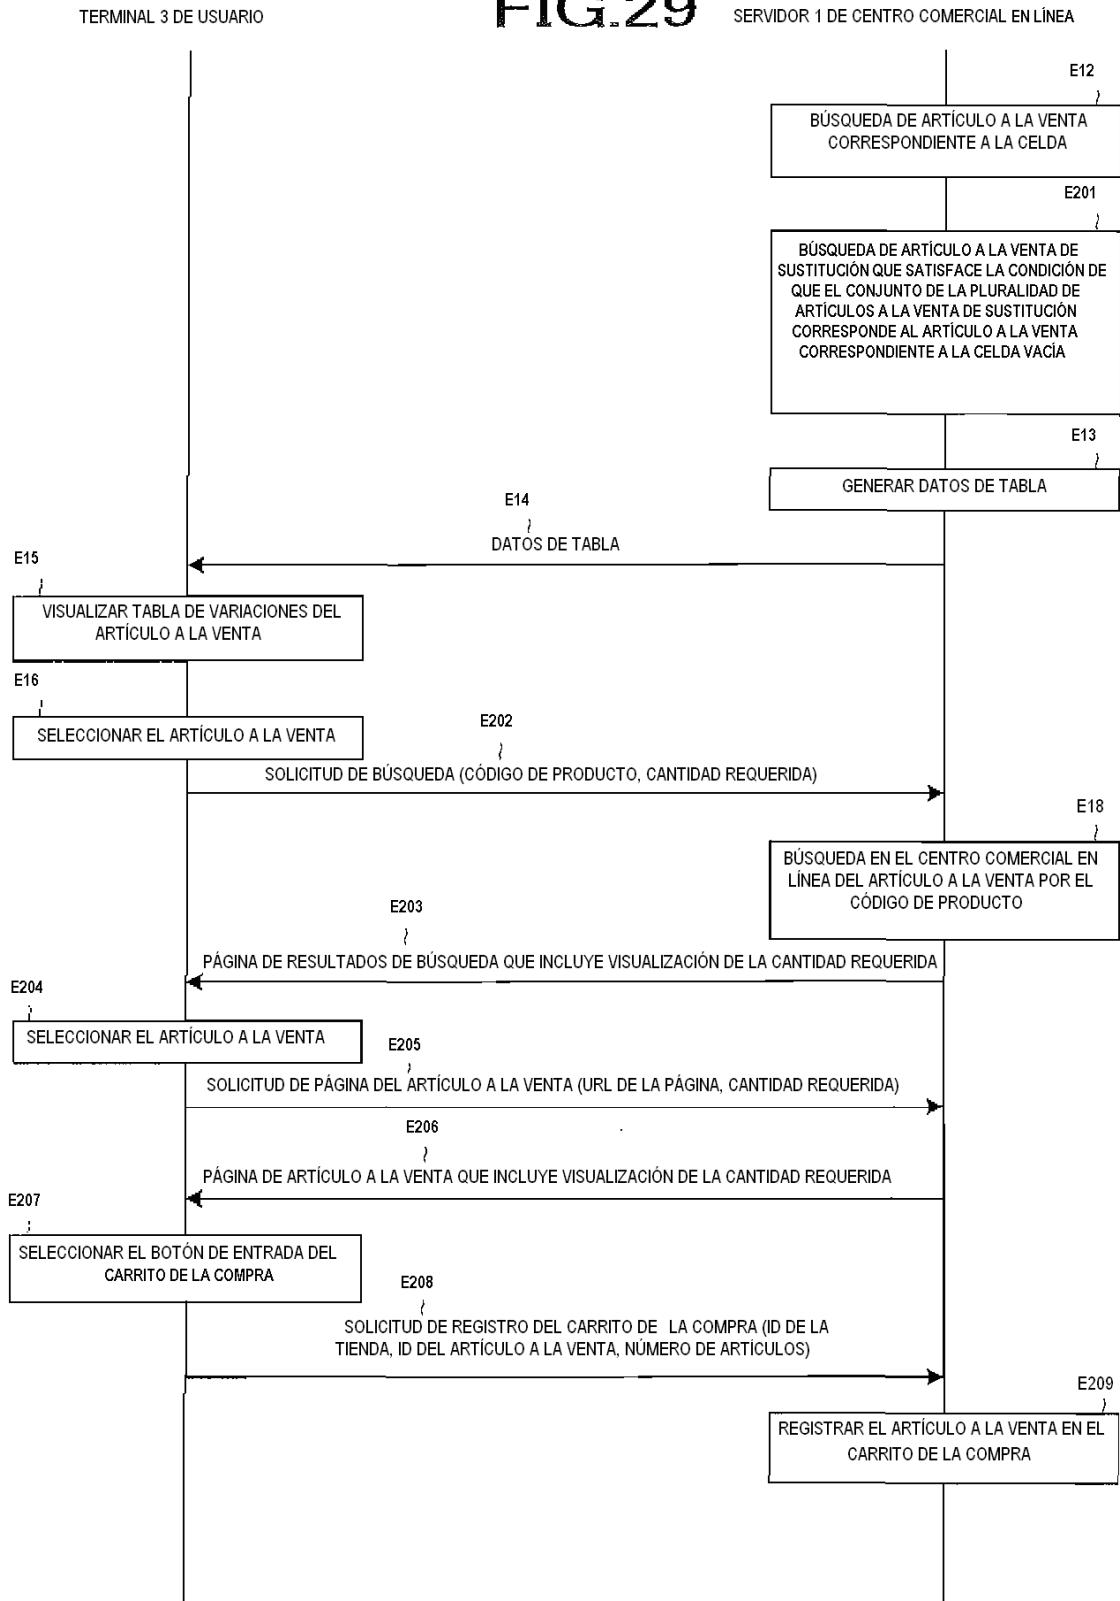 TERMINAL 3 DE USUARIO
FIG.29
SERVIDOR 1 DE CENTRO COMERCIAL EN LÍNEA
E12
BÚSQUEDA DE ARTÍCULO A LA VENTA
CORRESPONDIENTE A LA CELDA
E201
BÚSQUEDA DE ARTÍCULO A LA VENTA DE
SUSTITUCIÓN QUE SATISFACE LA CONDICIÓN DE
QUE EL CONJUNTO DE LA PLURALIDAD DE
ARTÍCULOS A LA VENTA DE SUSTITUCIÓN
CORRESPONDE AL ARTÍCULO A LA VENTA
CORRESPONDIENTE A LA CELDA VACÍA
E13
GENERAR DATOS DE TABLA
E14
DATOS DE TABLA
E15
VISUALIZAR TABLA DE VARIACIONES DEL
ARTÍCULO A LA VENTA
E16
SELECCIONAR EL ARTÍCULO A LA VENTA
E202
SOLICITUD DE BÚSQUEDA (CÓDIGO DE PRODUCTO, CANTIDAD REQUERIDA)
E18
BÚSQUEDA EN EL CENTRO COMERCIAL EN
LÍNEA DEL ARTÍCULO A LA VENTA POR EL
CÓDIGO DE PRODUCTO
E203
PÁGINA DE RESULTADOS DE BÚSQUEDA QUE INCLUYE VISUALIZACIÓN DE LA CANTIDAD REQUERIDA
E204
SELECCIONAR EL ARTÍCULO A LA VENTA
E205
SOLICITUD DE PÁGINA DEL ARTÍCULO A LA VENTA (URL DE LA PÁGINA, CANTIDAD REQUERIDA)
E206
PÁGINA DE ARTÍCULO A LA VENTA QUE INCLUYE VISUALIZACIÓN DE LA CANTIDAD REQUERIDA
E207
SELECCIONAR EL BOTÓN DE ENTRADA DEL
CARRITO DE LA COMPRA
E208
SOLICITUD DE REGISTRO DEL CARRITO DE LA COMPRA (ID DE LA
TIENDA, ID DEL ARTÍCULO A LA VENTA, NÚMERO DE ARTÍCULOS)
E209
REGISTRAR EL ARTÍCULO A LA VENTA EN EL
CARRITO DE LA COMPRA